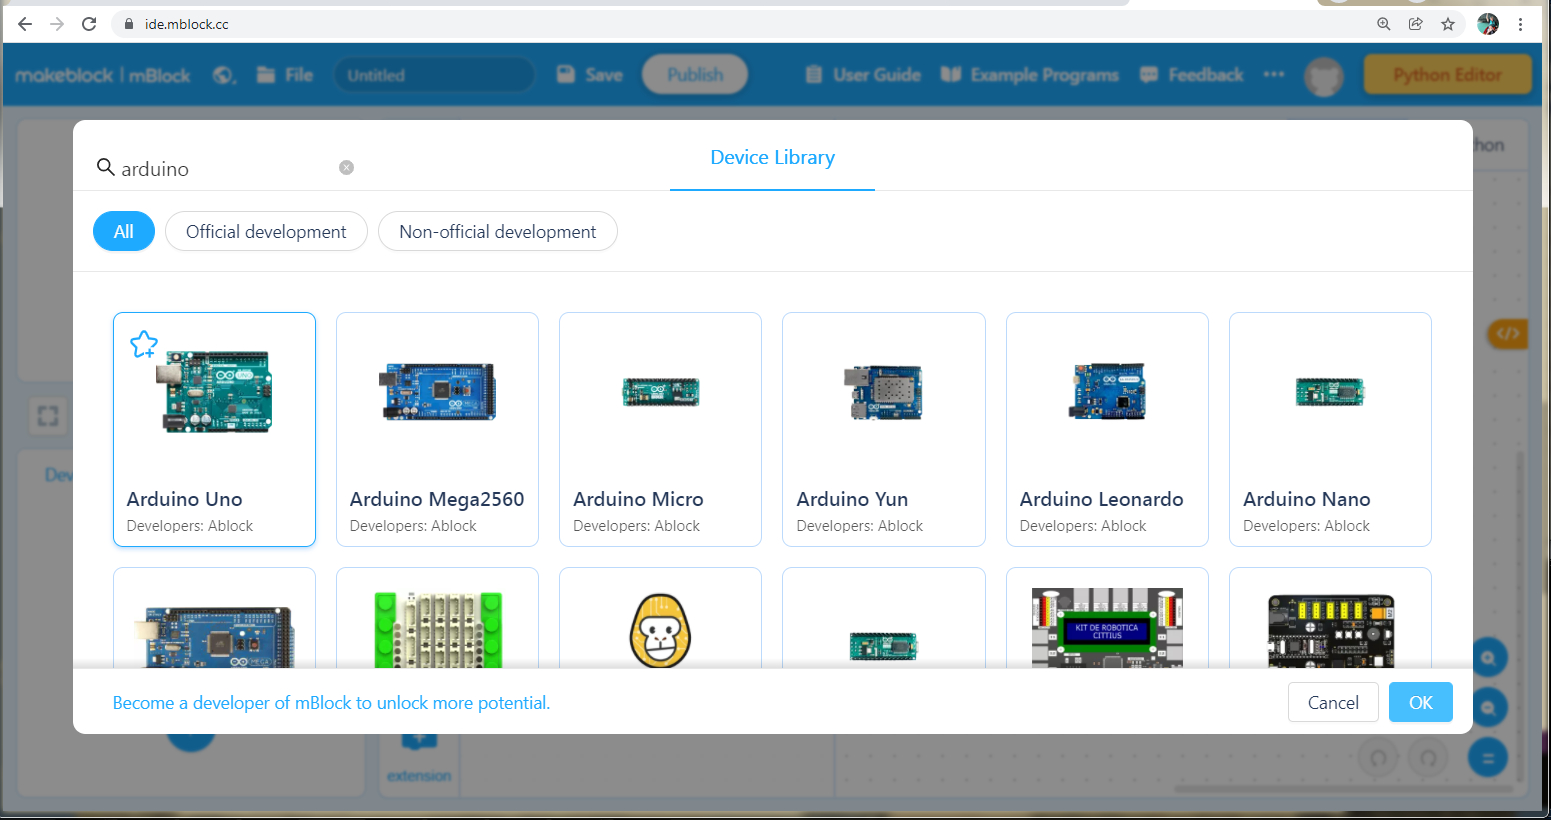 ide.mblock.cc
makeblock | mBlock File Untitled Save Publish User Guide Example Programs Feedback ••• Python Editor
arduino
Device Library
All Official development Non-official development
Arduino Uno
Developers: Ablock
Arduino Mega2560
Developers: Ablock
Arduino Micro
Developers: Ablock
Arduino Yun
Developers: Ablock
Arduino Leonardo
Developers: Ablock
Arduino Nano
Developers: Ablock
KIT DE ROBOTICA
CITTIUS
Become a developer of mBlock to unlock more potential.
Cancel OK
extension